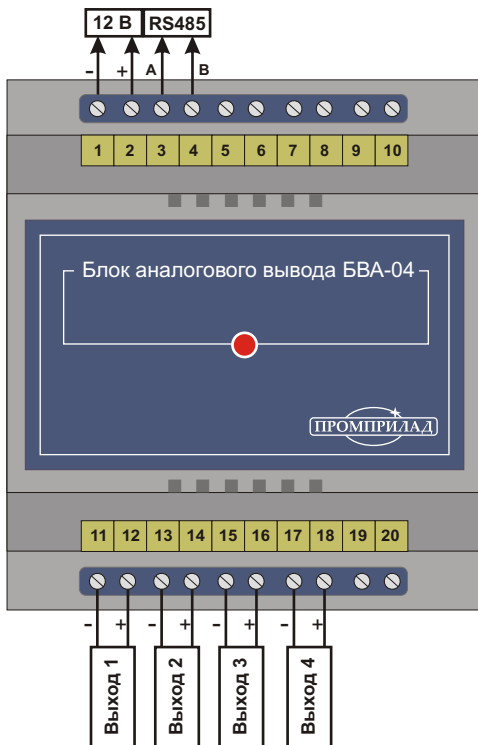 12 В RS485
- + A B
1 2 3 4 5 6 7 8 9 10
Блок аналогового вывода БВА-04
ПРОМПРИЛАД
11 12 13 14 15 16 17 18 19 20
- + - + - + - +
Выход 1
Выход 2
Выход 3
Выход 4